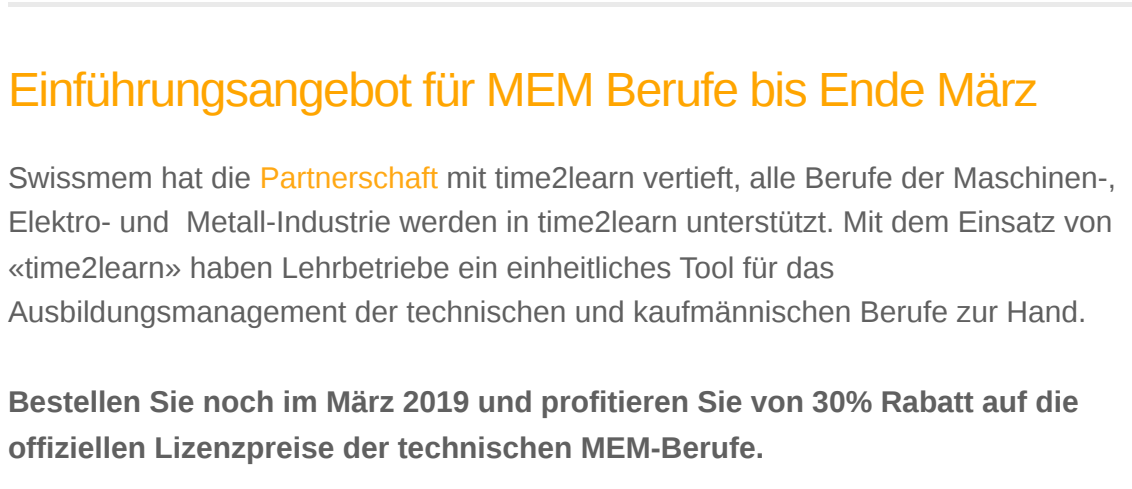 Einführungsangebot für MEM Berufe bis Ende März
Swissmem hat die Partnerschaft mit time2learn vertieft, alle Berufe der Maschinen-,
Elektro- und  Metall-Industrie werden in time2learn unterstützt. Mit dem Einsatz von
«time2learn» haben Lehrbetriebe ein einheitliches Tool für das
Ausbildungsmanagement der technischen und kaufmännischen Berufe zur Hand.
Bestellen Sie noch im März 2019 und profitieren Sie von 30% Rabatt auf die
offiziellen Lizenzpreise der technischen MEM-Berufe.